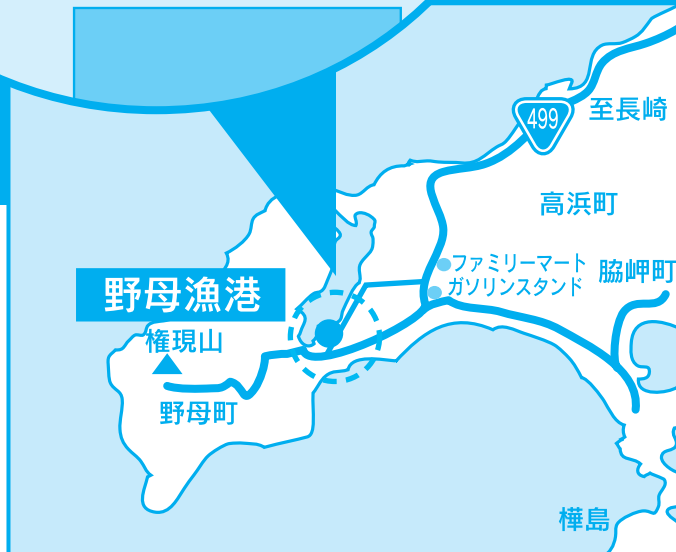 499
至長崎
高浜町
ファミリーマート
ガソリンスタンド
脇岬町
野母漁港
権現山
野母町
樺島